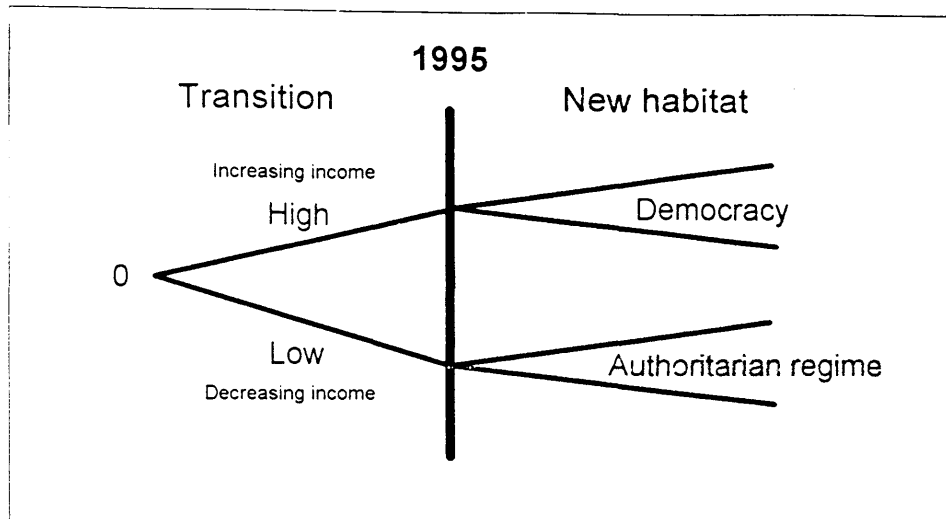 1995
Transition
New habitat
Increasing income
High
Democracy
0
Low
Authoritarian regime
Decreasing income